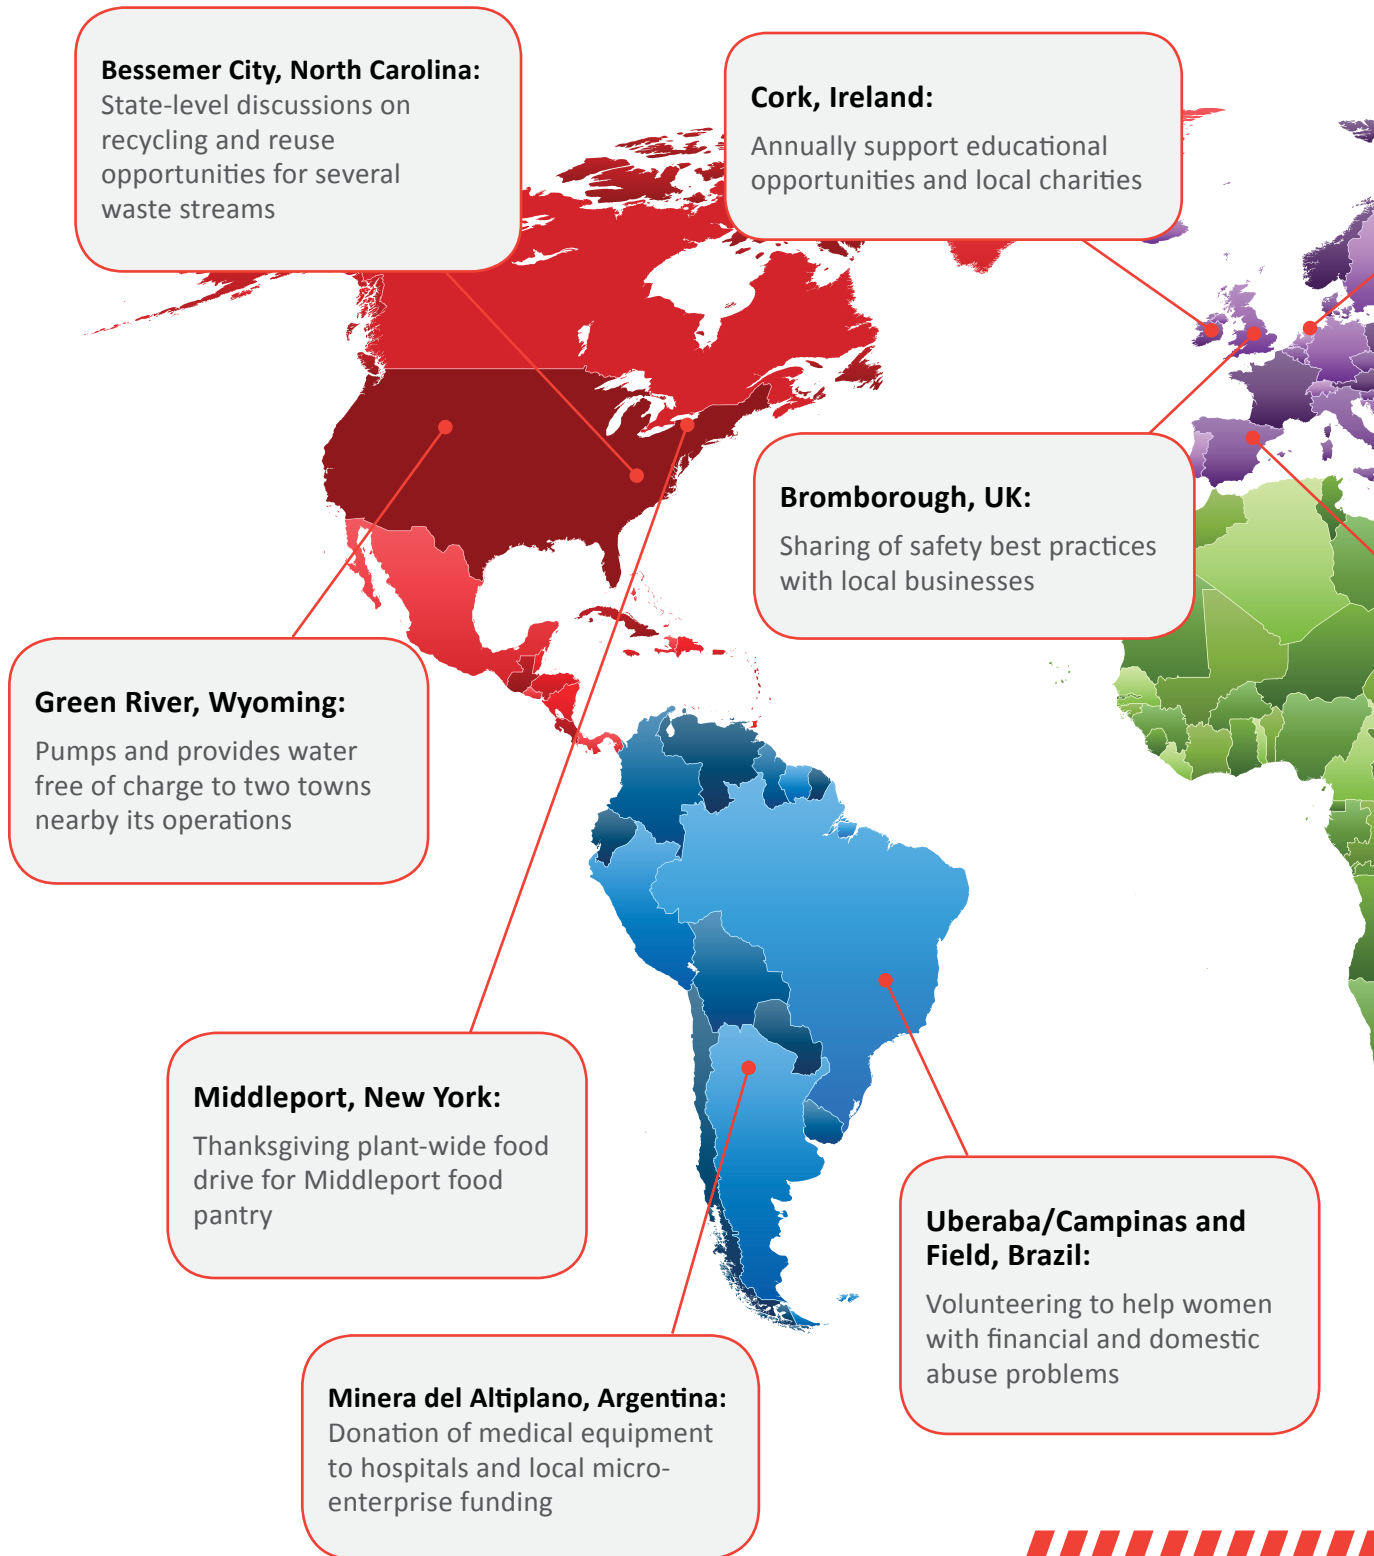 Bessemer City, North Carolina:
State-level discussions on
recycling and reuse
opportunities for several
waste streams
Cork, Ireland:
Annually support educational
opportunities and local charities
Bromborough, UK:
Sharing of safety best practices
with local businesses
Green River, Wyoming:
Pumps and provides water
free of charge to two towns
nearby its operations
Middleport, New York:
Thanksgiving plant-wide food
drive for Middleport food
pantry
Uberaba/Campinas and
Field, Brazil:
Volunteering to help women
with financial and domestic
abuse problems
Minera del Altiplano, Argentina:
Donation of medical equipment
to hospitals and local micro-
enterprise funding